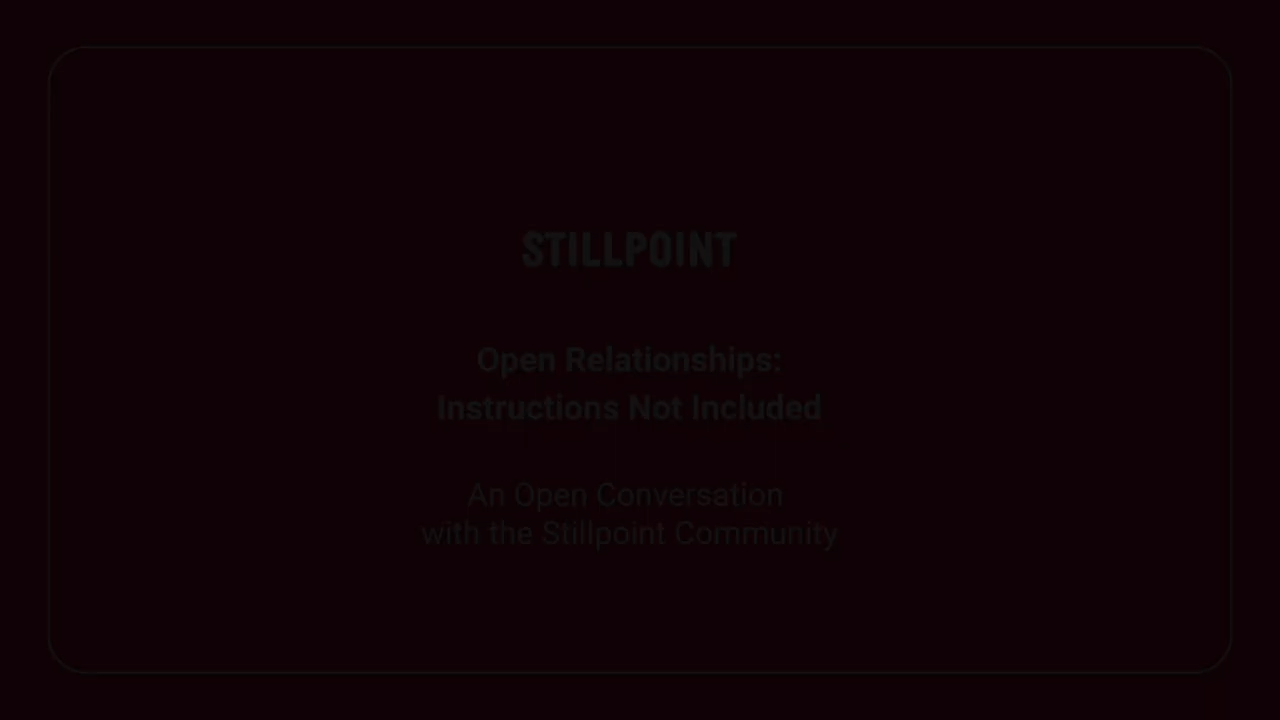 STILLPOINT
Open Relationships:
Instructions Not Included
An Open Conversation
with the Stillpoint Community